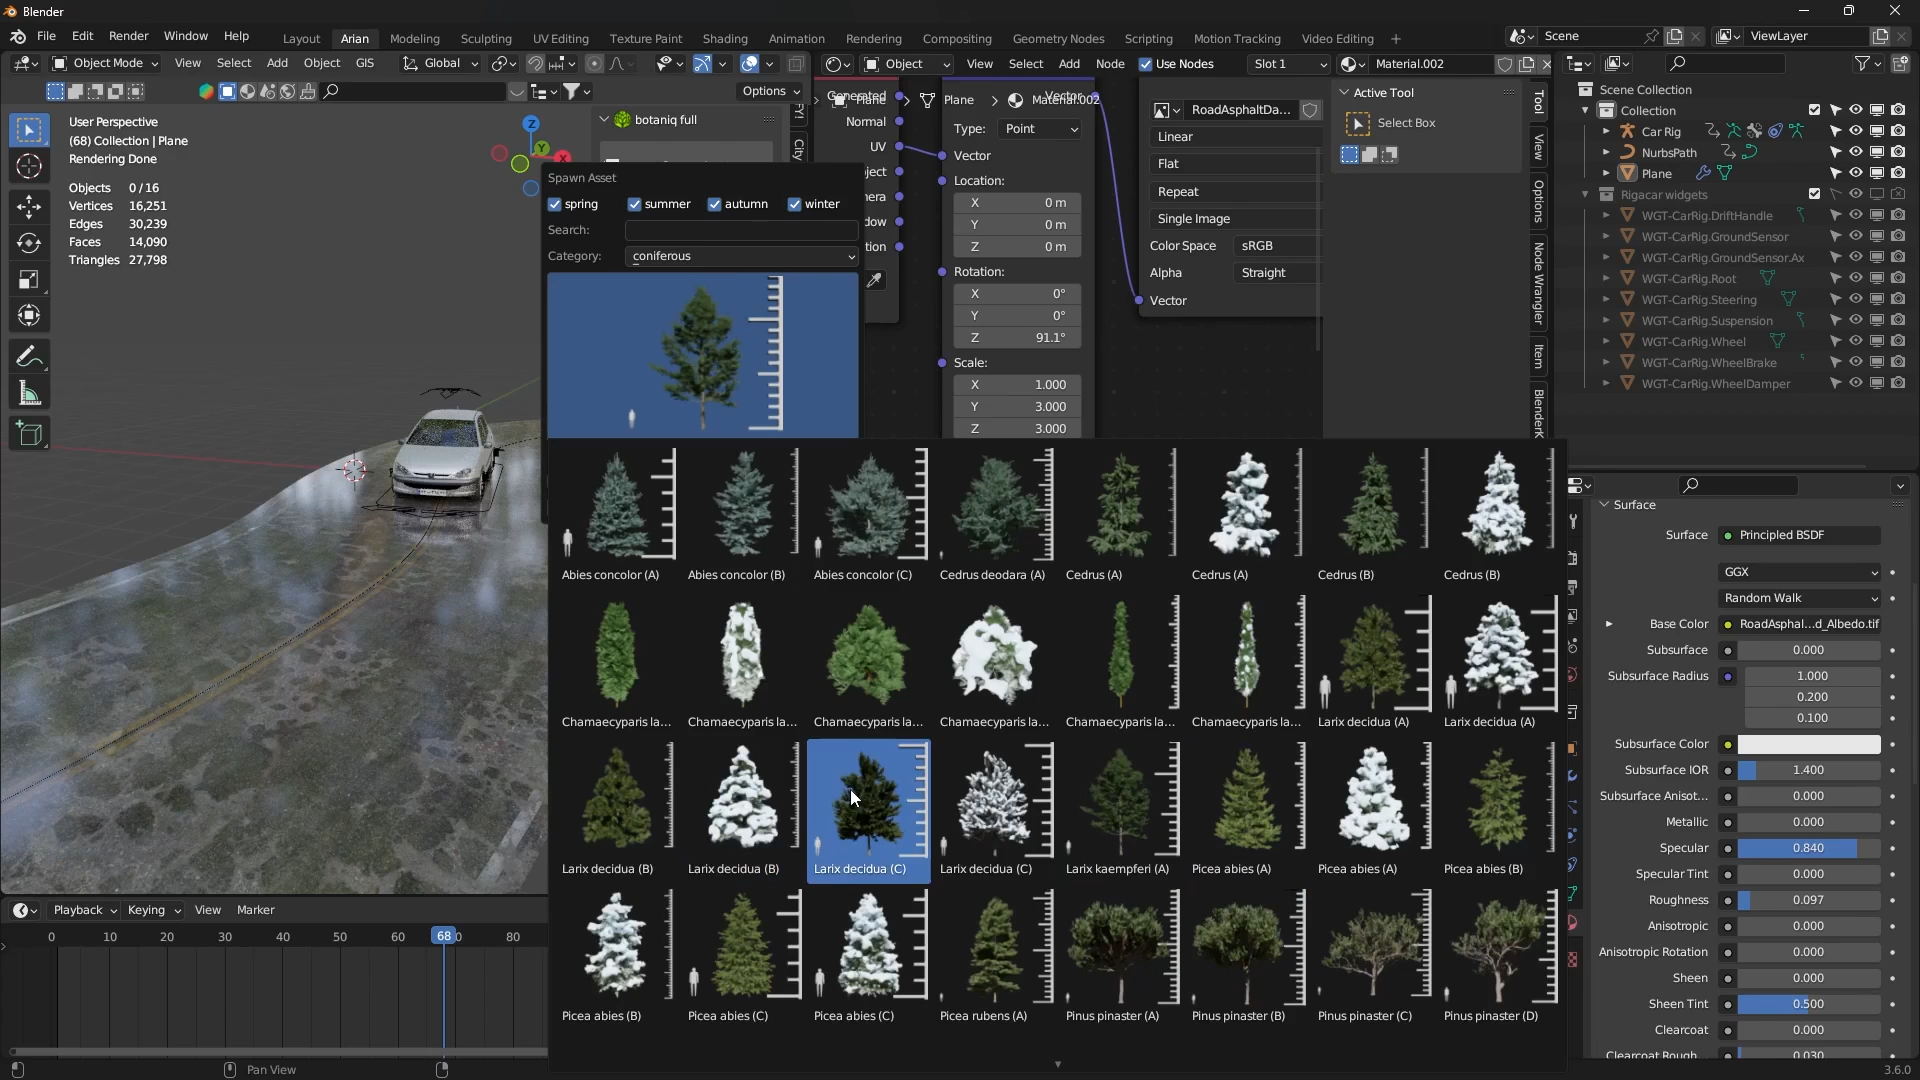 Blender
File Edit Render Window Help
Layout Arian Modeling Sculpting UV Editing Texture Paint Shading Animation Rendering Compositing Geometry Nodes Scripting Motion Tracking Video Editing +
Scene
ViewLayer
Object Mode View Select Add Object GIS Global
Object View Select Add Node Use Nodes Slot 1 Material.002
Options
User Perspective
(68) Collection | Plane
Rendering Done
Objects 0/16
Vertices 16,251
Edges 30,239
Faces 14,090
Triangles 27,798
Z
Y
X
botaniq full
City
Spawn Asset
spring summer autumn winter
Search:
Category: _coniferous
Generated
Normal
UV
Plane > Plane > Material.002
Vector
Type: Point
Vector
Location:
X 0 m
Y 0 m
Z 0 m
Rotation:
X 0°
Y 0°
Z 91.1°
Scale:
X 1.000
Y 3.000
Z 3.000
RoadAsphaltDa...
Linear
Flat
Repeat
Single Image
Color Space sRGB
Alpha Straight
Vector
Active Tool
Select Box
Tool
View
Options
Node Wrangler
Item
BlenderK
Scene Collection
Collection
Car Rig
NurbsPath
Plane
Rigacar widgets
WGT-CarRig.DriftHandle
WGT-CarRig.GroundSensor
WGT-CarRig.GroundSensor.Ax
WGT-CarRig.Root
WGT-CarRig.Steering
WGT-CarRig.Suspension
WGT-CarRig.Wheel
WGT-CarRig.WheelBrake
WGT-CarRig.WheelDamper
Abies concolor (A) Abies concolor (B) Abies concolor (C) Cedrus deodara (A) Cedrus (A) Cedrus (A) Cedrus (B) Cedrus (B)
Chamaecyparis la... Chamaecyparis la... Chamaecyparis la... Chamaecyparis la... Chamaecyparis la... Chamaecyparis la... Larix decidua (A) Larix decidua (A)
Larix decidua (B) Larix decidua (B) Larix decidua (C) Larix decidua (C) Larix kaempferi (A) Picea abies (A) Picea abies (A) Picea abies (B)
Picea abies (B) Picea abies (C) Picea abies (C) Picea rubens (A) Pinus pinaster (A) Pinus pinaster (B) Pinus pinaster (C) Pinus pinaster (D)
Surface
Surface Principled BSDF
GGX
Random Walk
Base Color RoadAsphal...d_Albedo.tif
Subsurface 0.000
Subsurface Radius 1.000
0.200
0.100
Subsurface Color
Subsurface IOR 1.400
Subsurface Anisot... 0.000
Metallic 0.000
Specular 0.840
Specular Tint 0.000
Roughness 0.097
Anisotropic 0.000
Anisotropic Rotation 0.000
Sheen 0.000
Sheen Tint 0.500
Clearcoat 0.000
Clearcoat Rough... 0.030
Playback Keying View Marker
0 10 20 30 40 50 60 68 80
Pan View
3.6.0